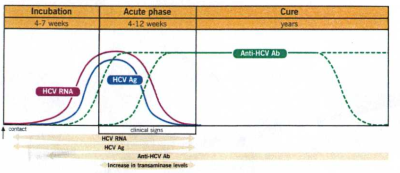 Incubation Acute phase Cure
4-7 weeks 4-12 weeks years
Anti-HCV Ab
HCV Ag
HCV RNA
contact clinical signs
HCV RNA
HCV Ag
Anti-HCV Ab
Increase in transaminase levels